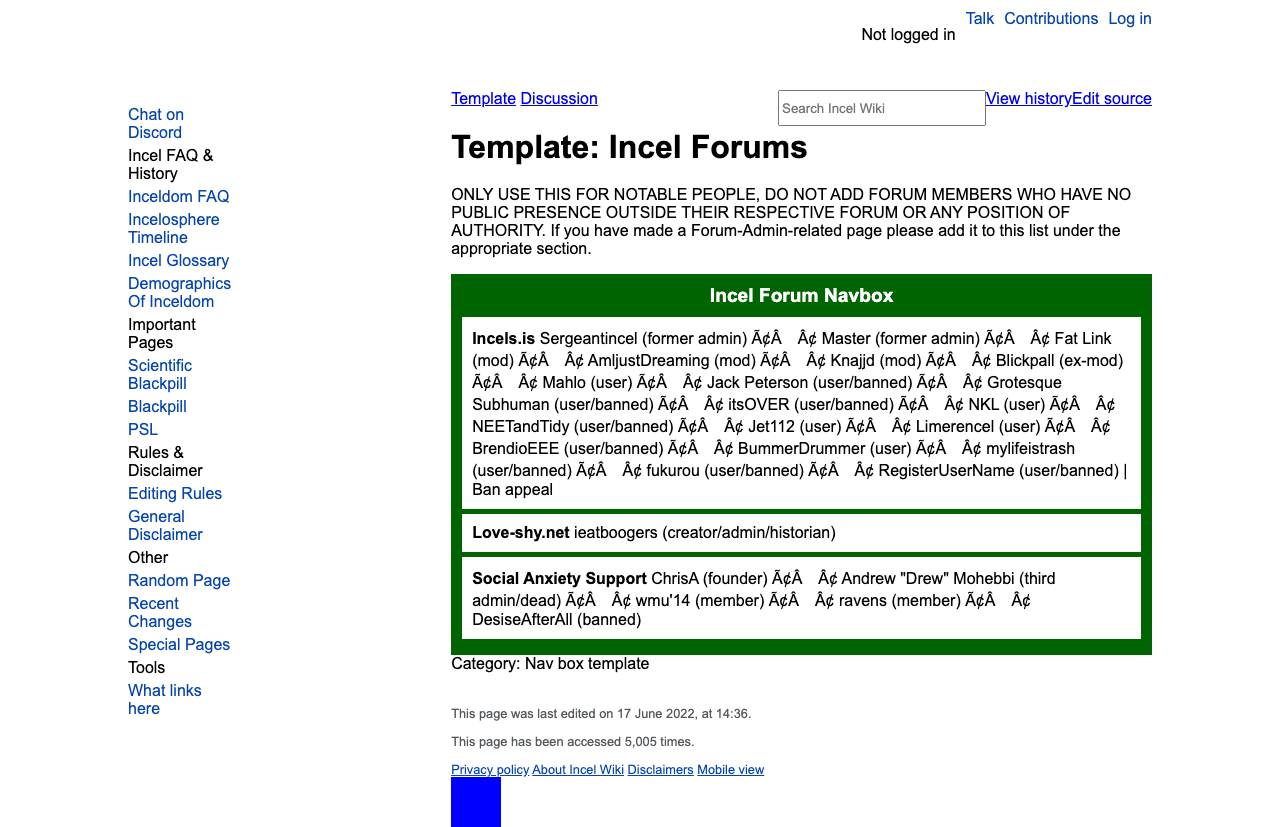 Talk Contributions Log in
Not logged in
Chat on
Discord
Incel FAQ &
History
Inceldom FAQ
Incelosphere
Timeline
Incel Glossary
Demographics
Of Inceldom
Important
Pages
Scientific
Blackpill
Blackpill
PSL
Rules &
Disclaimer
Editing Rules
General
Disclaimer
Other
Random Page
Recent
Changes
Special Pages
Tools
What links
here
Template Discussion
Search Incel Wiki
View history Edit source
Template: Incel Forums
ONLY USE THIS FOR NOTABLE PEOPLE, DO NOT ADD FORUM MEMBERS WHO HAVE NO
PUBLIC PRESENCE OUTSIDE THEIR RESPECTIVE FORUM OR ANY POSITION OF
AUTHORITY. If you have made a Forum-Admin-related page please add it to this list under the
appropriate section.
Incel Forum Navbox
Incels.is Sergeantincel (former admin) Ã¢Â Â¢ Master (former admin) Ã¢Â Â¢ Fat Link
(mod) Ã¢Â Â¢ AmljustDreaming (mod) Ã¢Â Â¢ Knajjd (mod) Ã¢Â Â¢ Blickpall (ex-mod)
Ã¢Â Â¢ Mahlo (user) Ã¢Â Â¢ Jack Peterson (user/banned) Ã¢Â Â¢ Grotesque
Subhuman (user/banned) Ã¢Â Â¢ itsOVER (user/banned) Ã¢Â Â¢ NKL (user) Ã¢Â Â¢
NEETandTidy (user/banned) Ã¢Â Â¢ Jet112 (user) Ã¢Â Â¢ Limerencel (user) Ã¢Â Â¢
BrendioEEE (user/banned) Ã¢Â Â¢ BummerDrummer (user) Ã¢Â Â¢ mylifeistrash
(user/banned) Ã¢Â Â¢ fukurou (user/banned) Ã¢Â Â¢ RegisterUserName (user/banned) |
Ban appeal
Love-shy.net ieatboogers (creator/admin/historian)
Social Anxiety Support ChrisA (founder) Ã¢Â Â¢ Andrew "Drew" Mohebbi (third
admin/dead) Ã¢Â Â¢ wmu'14 (member) Ã¢Â Â¢ ravens (member) Ã¢Â Â¢
DesiseAfterAll (banned)
Category: Nav box template
This page was last edited on 17 June 2022, at 14:36.
This page has been accessed 5,005 times.
Privacy policy About Incel Wiki Disclaimers Mobile view